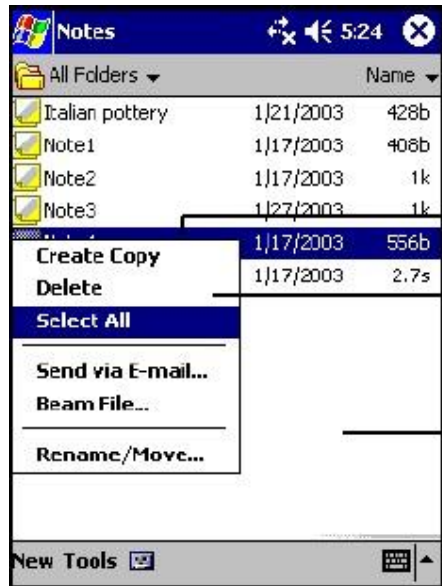 Notes 5:24
All Folders Name
Italian pottery 1/21/2003 428b
Note1 1/17/2003 408b
Note2 1/17/2003 1k
Note3 1/27/2003 1k
1/17/2003 556b
1/17/2003 2.7s
Create Copy
Delete
Select All
Send via E-mail...
Beam File...
Rename/Move...
New Tools